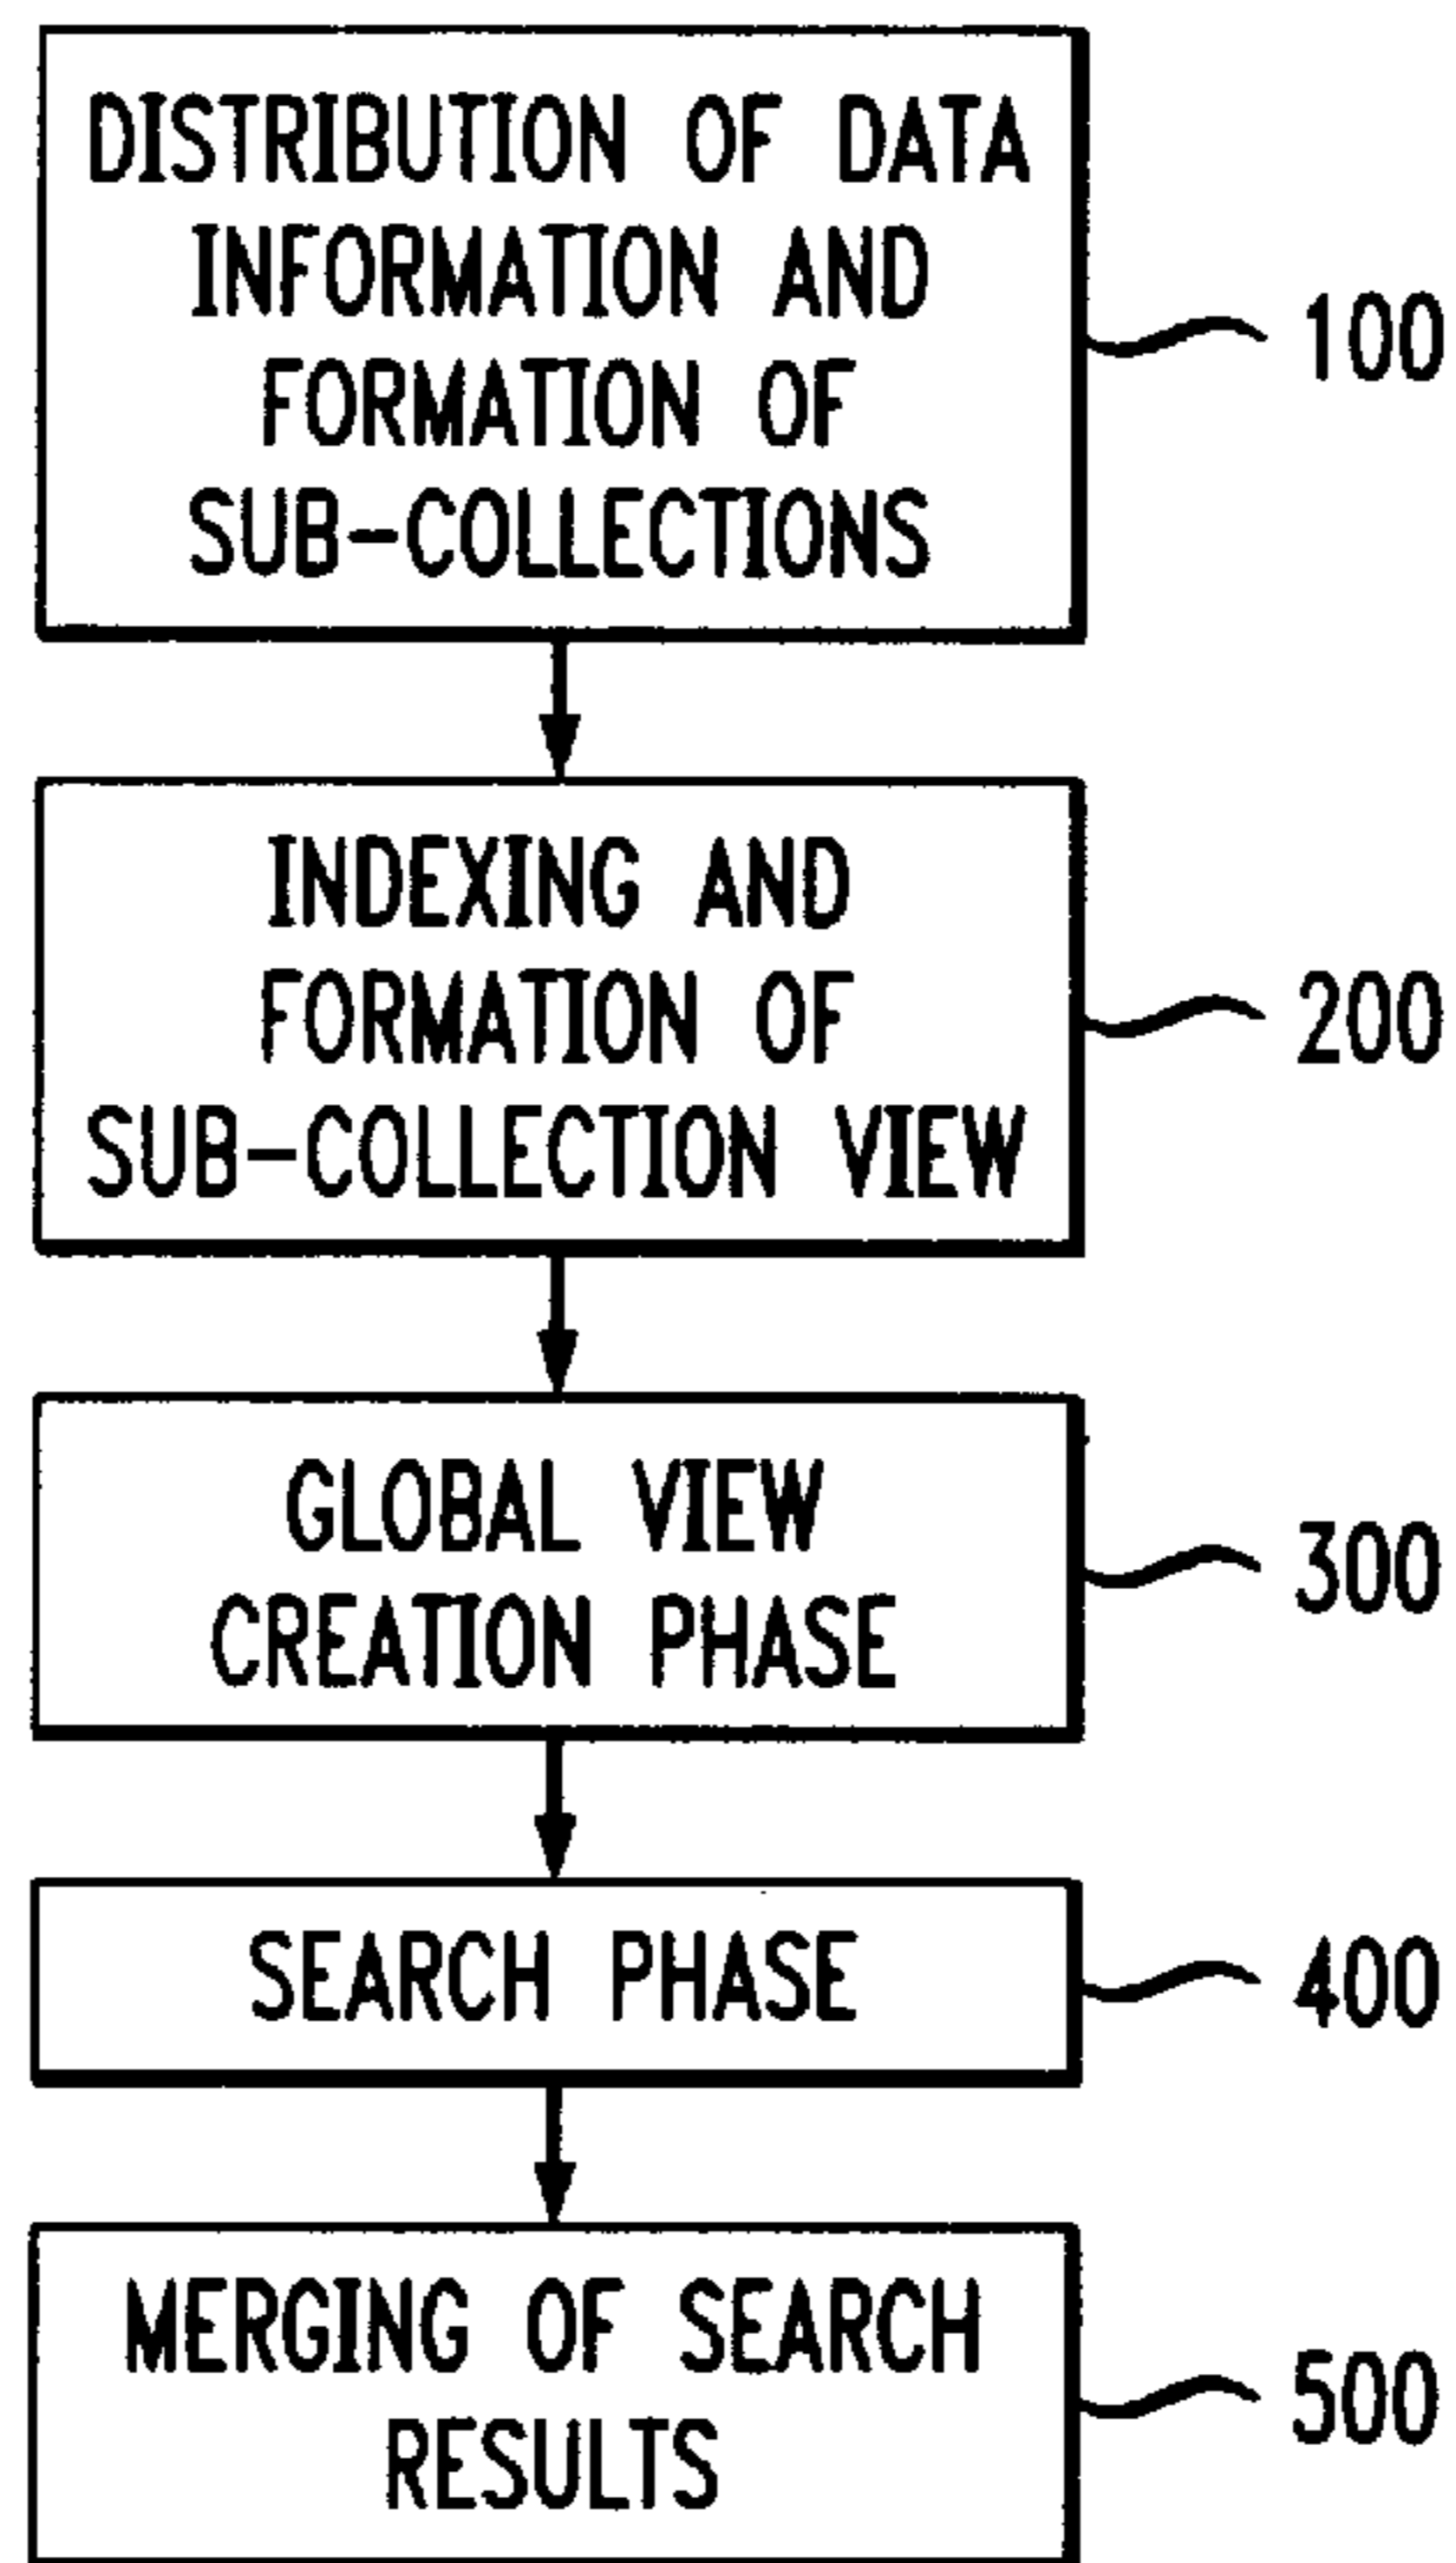 DISTRIBUTION OF DATA
INFORMATION AND
FORMATION OF
SUB-COLLECTIONS
100
INDEXING AND
FORMATION OF
SUB-COLLECTION VIEW
200
GLOBAL VIEW
CREATION PHASE
300
SEARCH PHASE
400
MERGING OF SEARCH
RESULTS
500